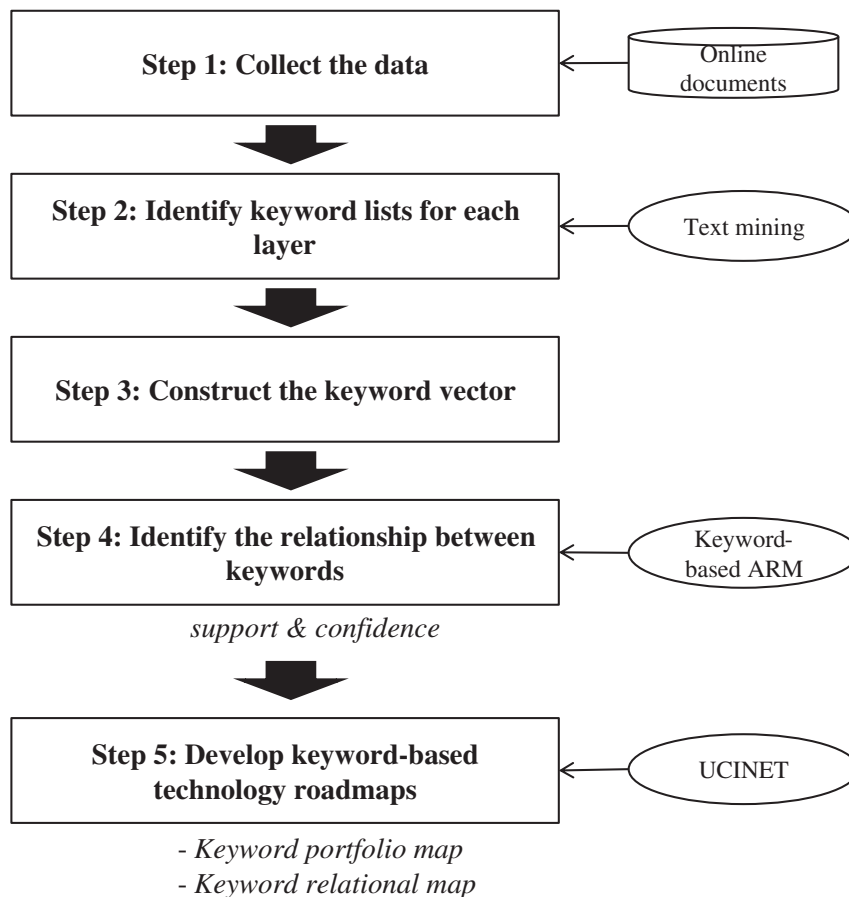 Step 1: Collect the data
Online
documents
Step 2: Identify keyword lists for each
layer
Text mining
Step 3: Construct the keyword vector
Step 4: Identify the relationship between
keywords
Keyword-
based ARM
support & confidence
Step 5: Develop keyword-based
technology roadmaps
UCINET
- Keyword portfolio map
- Keyword relational map